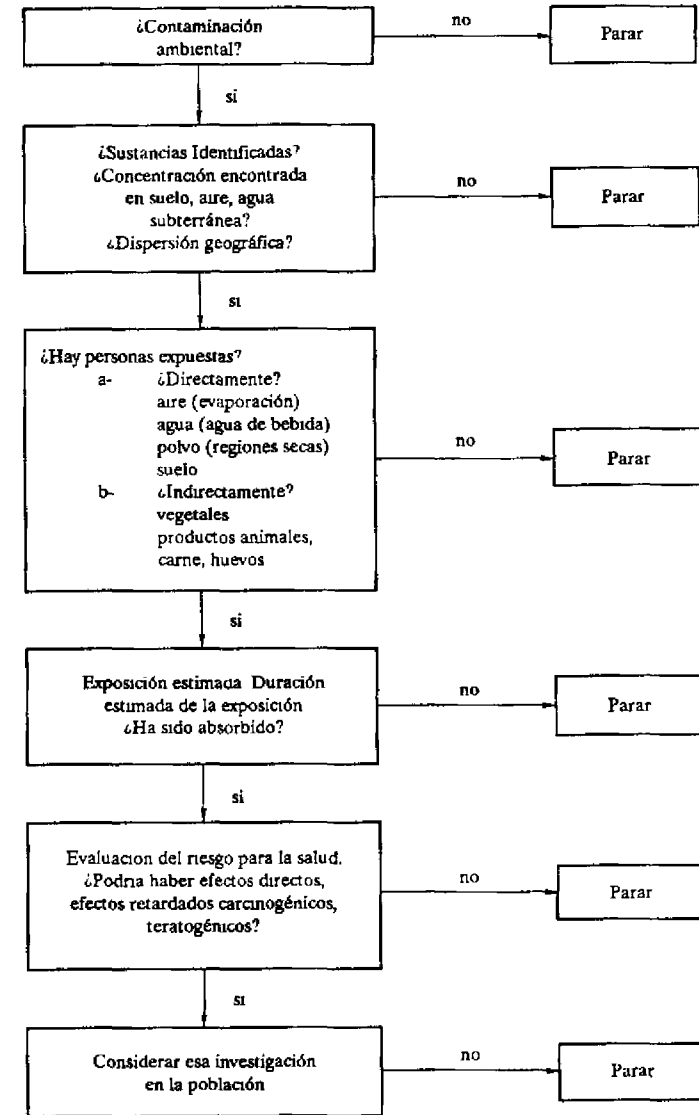 ¿Contaminación
ambiental?
no
Parar
si
¿Sustancias Identificadas?
¿Concentración encontrada
en suelo, aire, agua
subterránea?
¿Dispersión geográfica?
no
Parar
si
¿Hay personas expuestas?
a- ¿Directamente?
aire (evaporación)
agua (agua de bebida)
polvo (regiones secas)
suelo
b- ¿Indirectamente?
vegetales
productos animales,
carne, huevos
no
Parar
si
Exposición estimada Duración
estimada de la exposición
¿Ha sido absorbido?
no
Parar
si
Evaluacion del riesgo para la salud.
¿Podria haber efectos directos,
efectos retardados carcinogénicos,
teratogénicos?
no
Parar
si
Considerar esa investigación
en la población
no
Parar